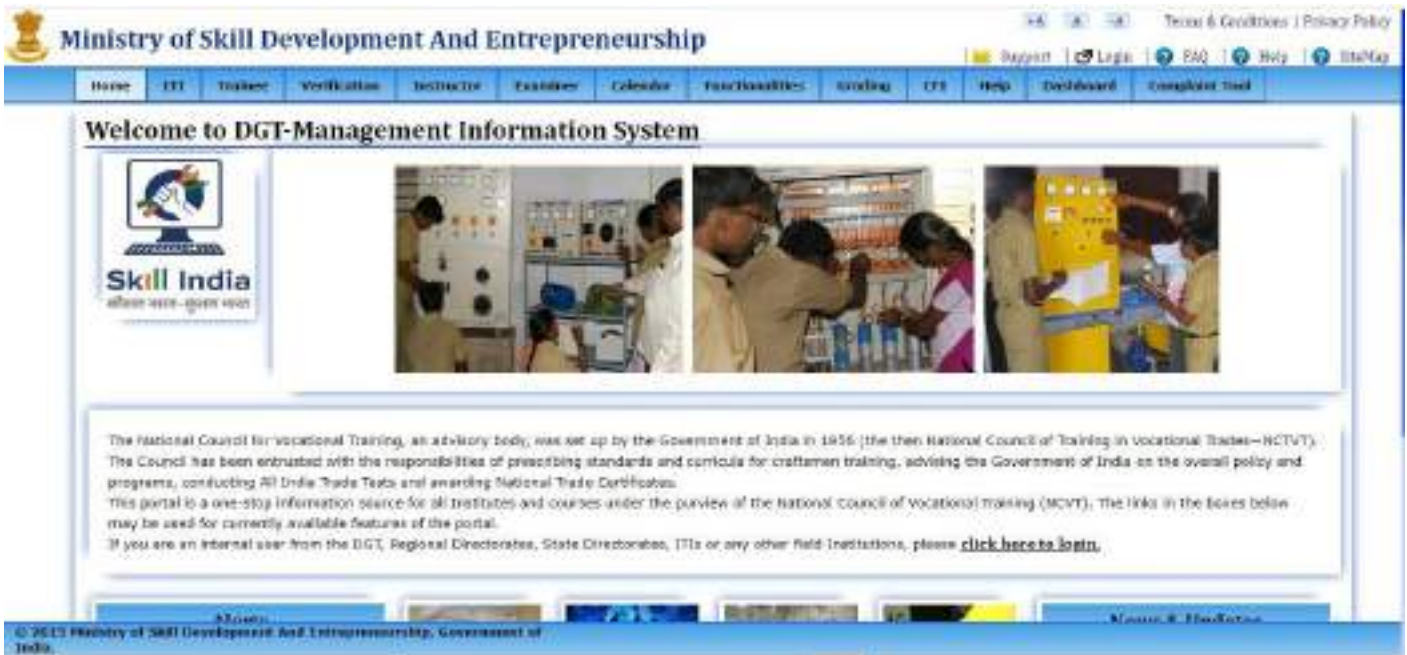 Ministry of Skill Development And Entrepreneurship
+A A -A Terms & Conditions | Privacy Policy
Support | Login | FAQ | Help | SiteMap
Home ITI Trainee Verification Instructor Examiner Calendar Functionalities Grading CFI Help Dashboard Complaint Tool
Welcome to DGT-Management Information System
Skill India
कौशल भारत-कुशल भारत
The National Council for Vocational Training, an advisory body, was set up by the Government of India in 1956 (the then National Council of Training in Vocational Trades—NCTVT).
The Council has been entrusted with the responsibilities of prescribing standards and curricula for craftsmen training, advising the Government of India on the overall policy and
programs, conducting All India Trade Tests and awarding National Trade Certificates.
This portal is a one-stop information source for all institutes and courses under the purview of the National Council of Vocational Training (NCVT). The links in the boxes below
may be used for currently available features of the portal.
If you are an internal user from the DGT, Regional Directorates, State Directorates, ITIs or any other Field Institutions, please click here to login.
News & Updates
© 2015 Ministry of Skill Development And Entrepreneurship, Government of
India.